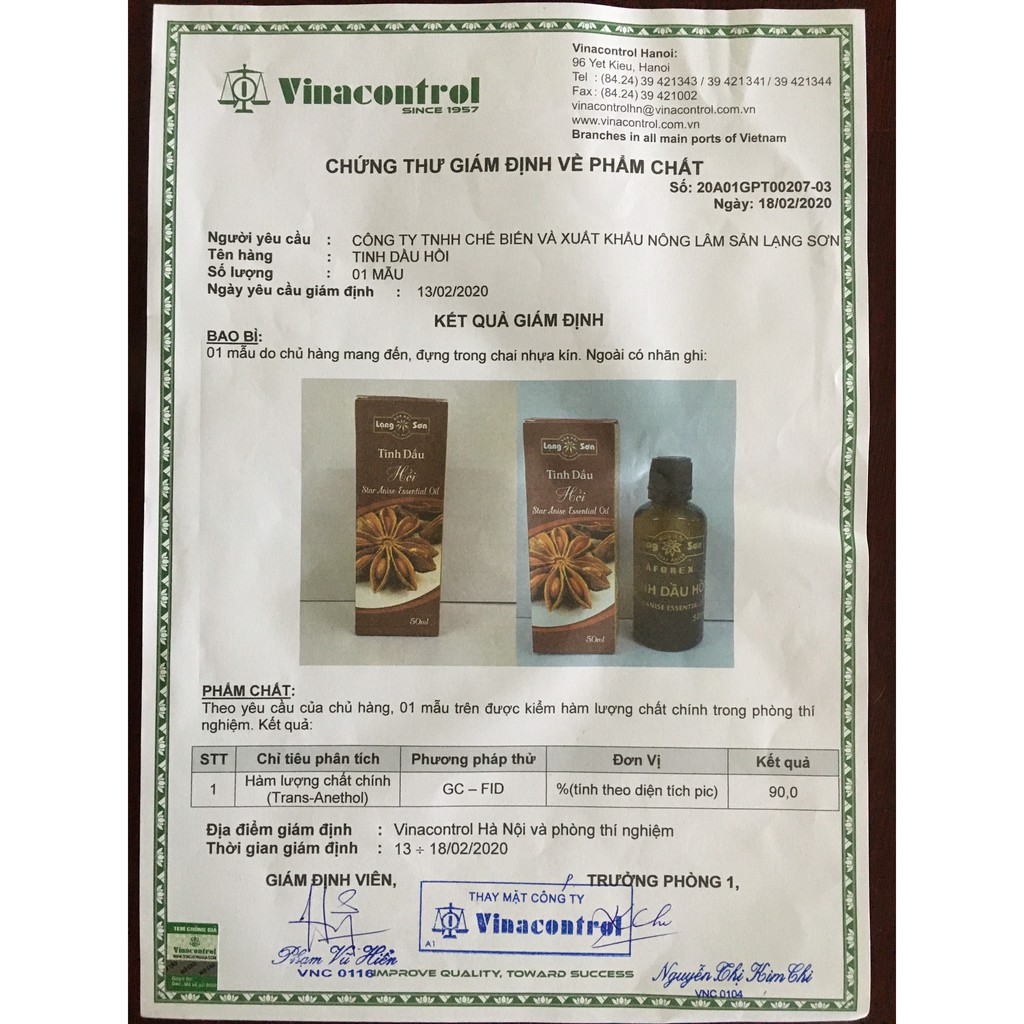 Vinacontrol
SINCE 1957
Vinacontrol Hanoi:
96 Yet Kieu, Hanoi
Tel : (84.24) 39 421343 / 39 421341 / 39 421344
Fax : (84.24) 39 421002
vinacontrolhn@vinacontrol.com.vn
www.vinacontrol.com.vn
Branches in all main ports of Vietnam
CHỨNG THƯ GIÁM ĐỊNH VỀ PHẨM CHẤT
Số: 20A01GPT00207-03
Ngày: 18/02/2020
Người yêu cầu : CÔNG TY TNHH CHẾ BIẾN VÀ XUẤT KHẨU NÔNG LÂM SẢN LẠNG SƠN
Tên hàng : TINH DẦU HỒI
Số lượng : 01 MẪU
Ngày yêu cầu giám định : 13/02/2020
KẾT QUẢ GIÁM ĐỊNH
BAO BÌ:
01 mẫu do chủ hàng mang đến, đựng trong chai nhựa kín. Ngoài có nhãn ghi:
Lạng Sơn
Tinh Dầu
Hồi
Star Anise Essential Oil
50ml
Lạng Sơn
Tinh Dầu
Hồi
Star Anise Essential Oil
50ml
Sơn
AFOREX
DẦU
PHẨM CHẤT:
Theo yêu cầu của chủ hàng, 01 mẫu trên được kiểm hàm lượng chất chính trong phòng thí
nghiệm. Kết quả:
STT Chỉ tiêu phân tích Phương pháp thử Đơn Vị Kết quả
1 Hàm lượng chất chính (Trans-Anethol) GC – FID %(tính theo diện tích pic) 90,0
Địa điểm giám định : Vinacontrol Hà Nội và phòng thí nghiệm
Thời gian giám định : 13 ÷ 18/02/2020
GIÁM ĐỊNH VIÊN, TRƯỞNG PHÒNG 1,
THAY MẶT CÔNG TY
Vinacontrol
A1
Phạm Vũ Hiền
VNC 0116
IMPROVE QUALITY, TOWARD SUCCESS
Nguyễn Thị Kim Chi
VNC 0104
TEM CHỐNG GIẢ
Vinacontrol